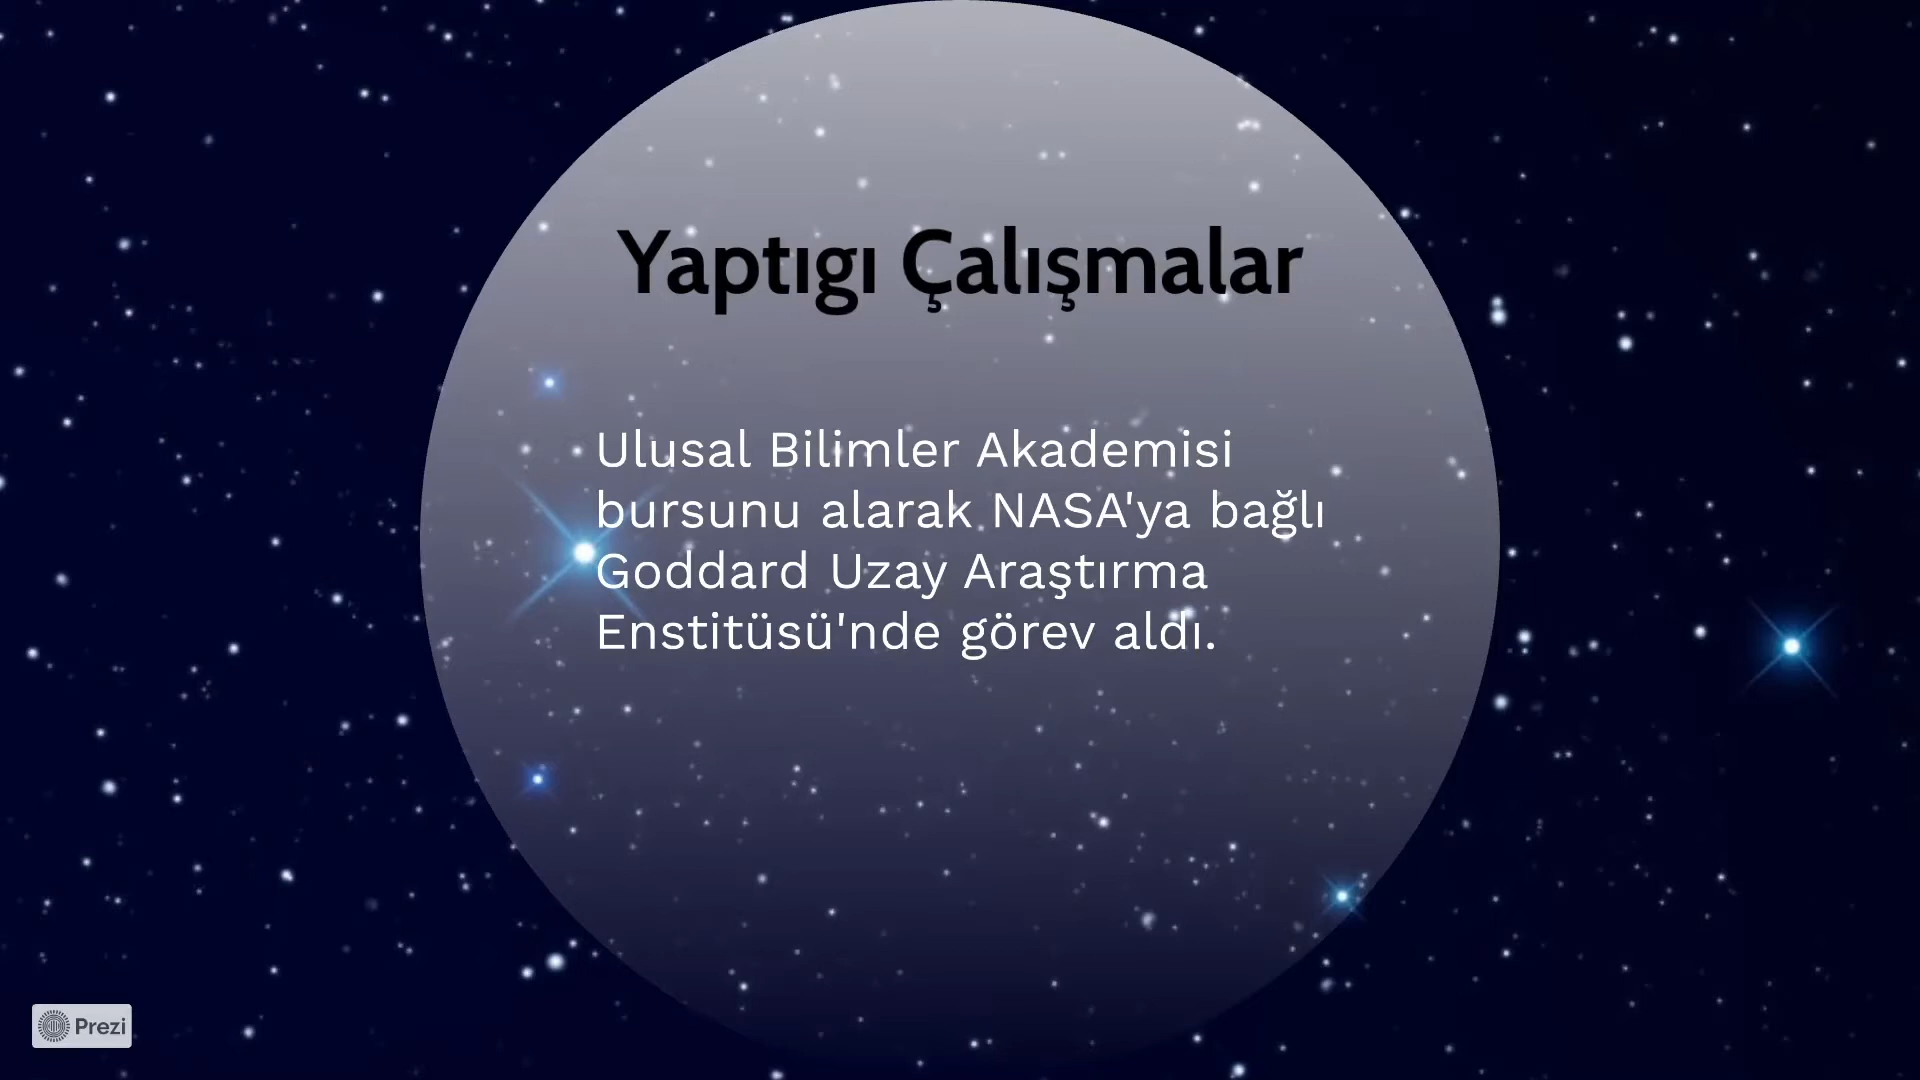 Yaptıgı Çalışmalar
Ulusal Bilimler Akademisi
bursunu alarak NASA'ya bağlı
Goddard Uzay Araştırma
Enstitüsü'nde görev aldı.
Prezi